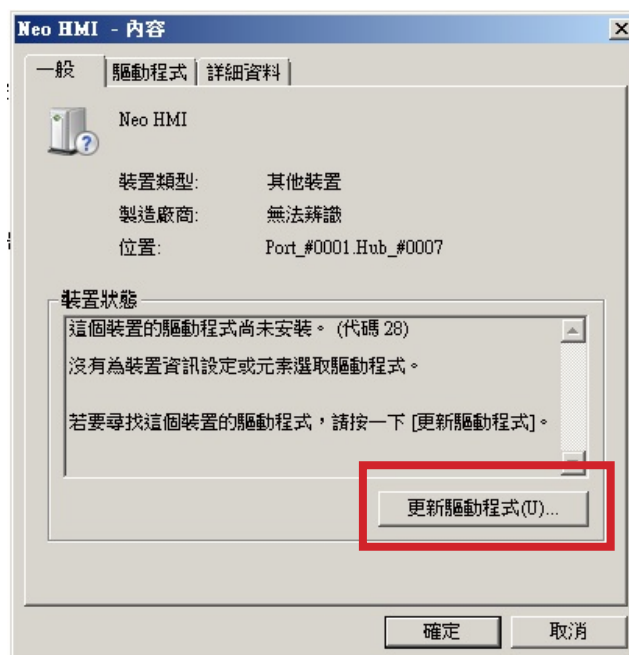 Neo HMI - 內容
一般
驅動程式
詳細資料
Neo HMI
裝置類型: 其他裝置
製造廠商: 無法辨識
位置: Port_#0001.Hub_#0007
裝置狀態
這個裝置的驅動程式尚未安裝。 (代碼 28)
沒有為裝置資訊設定或元素選取驅動程式。
若要尋找這個裝置的驅動程式，請按一下 [更新驅動程式]。
更新驅動程式(U)...
確定
取消